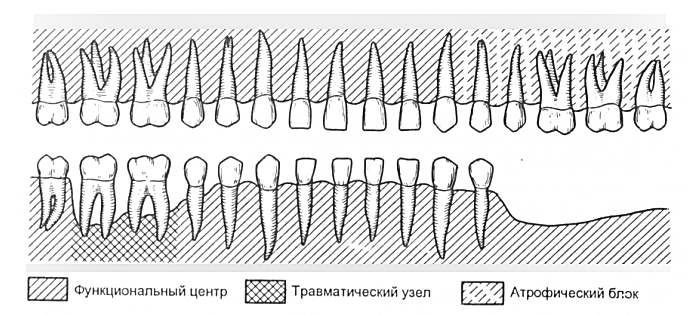 Функциональный центр
Травматический узел
Атрофический блок